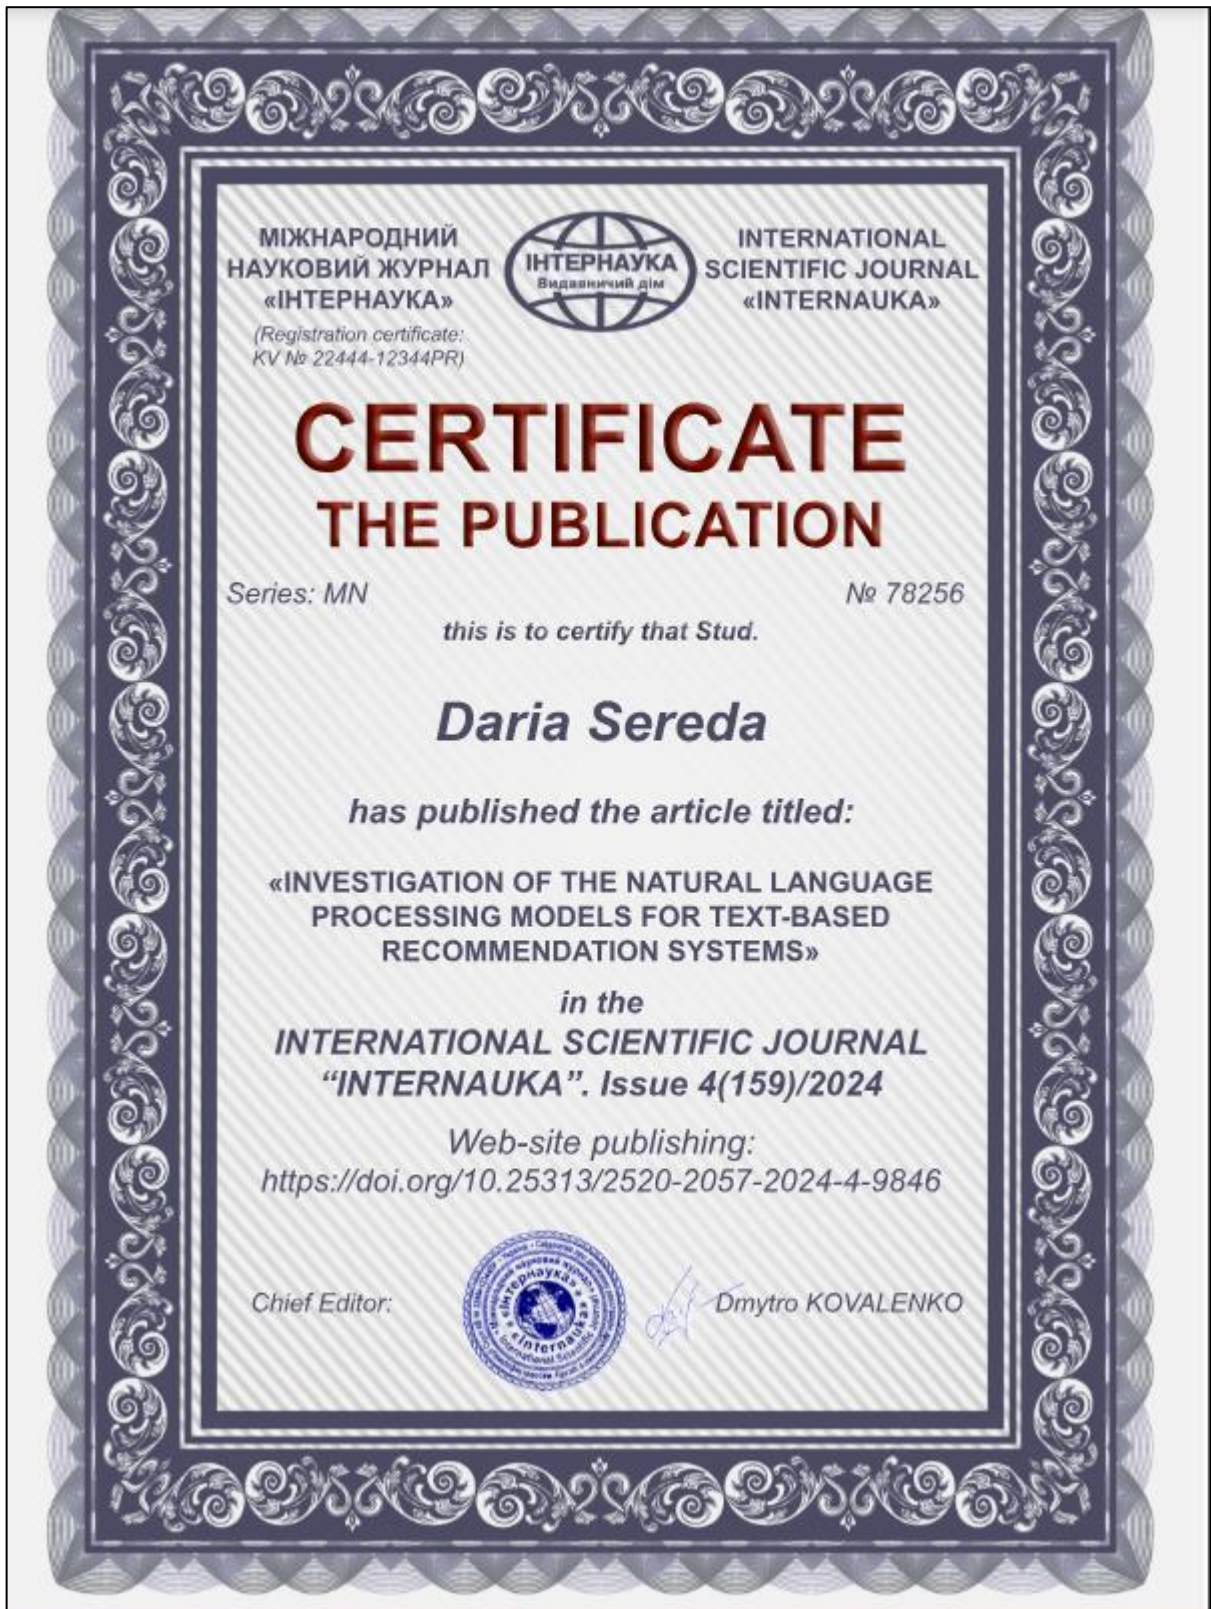 МІЖНАРОДНИЙ
НАУКОВИЙ ЖУРНАЛ
«ІНТЕРНАУКА»
(Registration certificate:
KV № 22444-12344PR)
ІНТЕРНАУКА
Видавничий дім
INTERNATIONAL
SCIENTIFIC JOURNAL
«INTERNAUKA»
CERTIFICATE
THE PUBLICATION
Series: MN
№ 78256
this is to certify that Stud.
Daria Sereda
has published the article titled:
«INVESTIGATION OF THE NATURAL LANGUAGE
PROCESSING MODELS FOR TEXT-BASED
RECOMMENDATION SYSTEMS»
in the
INTERNATIONAL SCIENTIFIC JOURNAL
“INTERNAUKA”. Issue 4(159)/2024
Web-site publishing:
https://doi.org/10.25313/2520-2057-2024-4-9846
Chief Editor:
«Інтернаука»
«Internauka»
International Scientific
Dmytro KOVALENKO